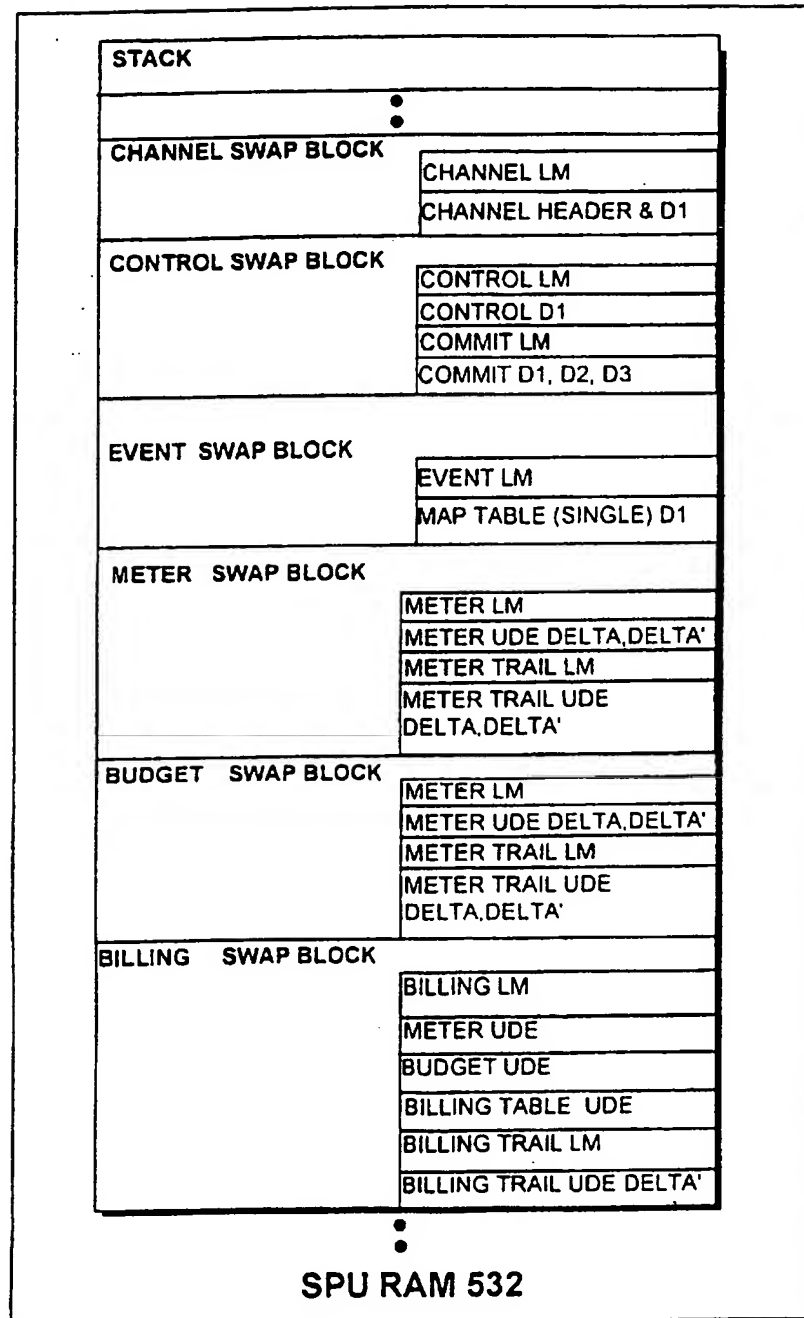 STACK
CHANNEL SWAP BLOCK
CHANNEL LM
CHANNEL HEADER & D1
CONTROL SWAP BLOCK
CONTROL LM
CONTROL D1
COMMIT LM
COMMIT D1, D2, D3
EVENT SWAP BLOCK
EVENT LM
MAP TABLE (SINGLE) D1
METER SWAP BLOCK
METER LM
METER UDE DELTA,DELTA'
METER TRAIL LM
METER TRAIL UDE
DELTA,DELTA'
BUDGET SWAP BLOCK
METER LM
METER UDE DELTA,DELTA'
METER TRAIL LM
METER TRAIL UDE
DELTA,DELTA'
BILLING SWAP BLOCK
BILLING LM
METER UDE
BUDGET UDE
BILLING TABLE UDE
BILLING TRAIL LM
BILLING TRAIL UDE DELTA'
SPU RAM 532